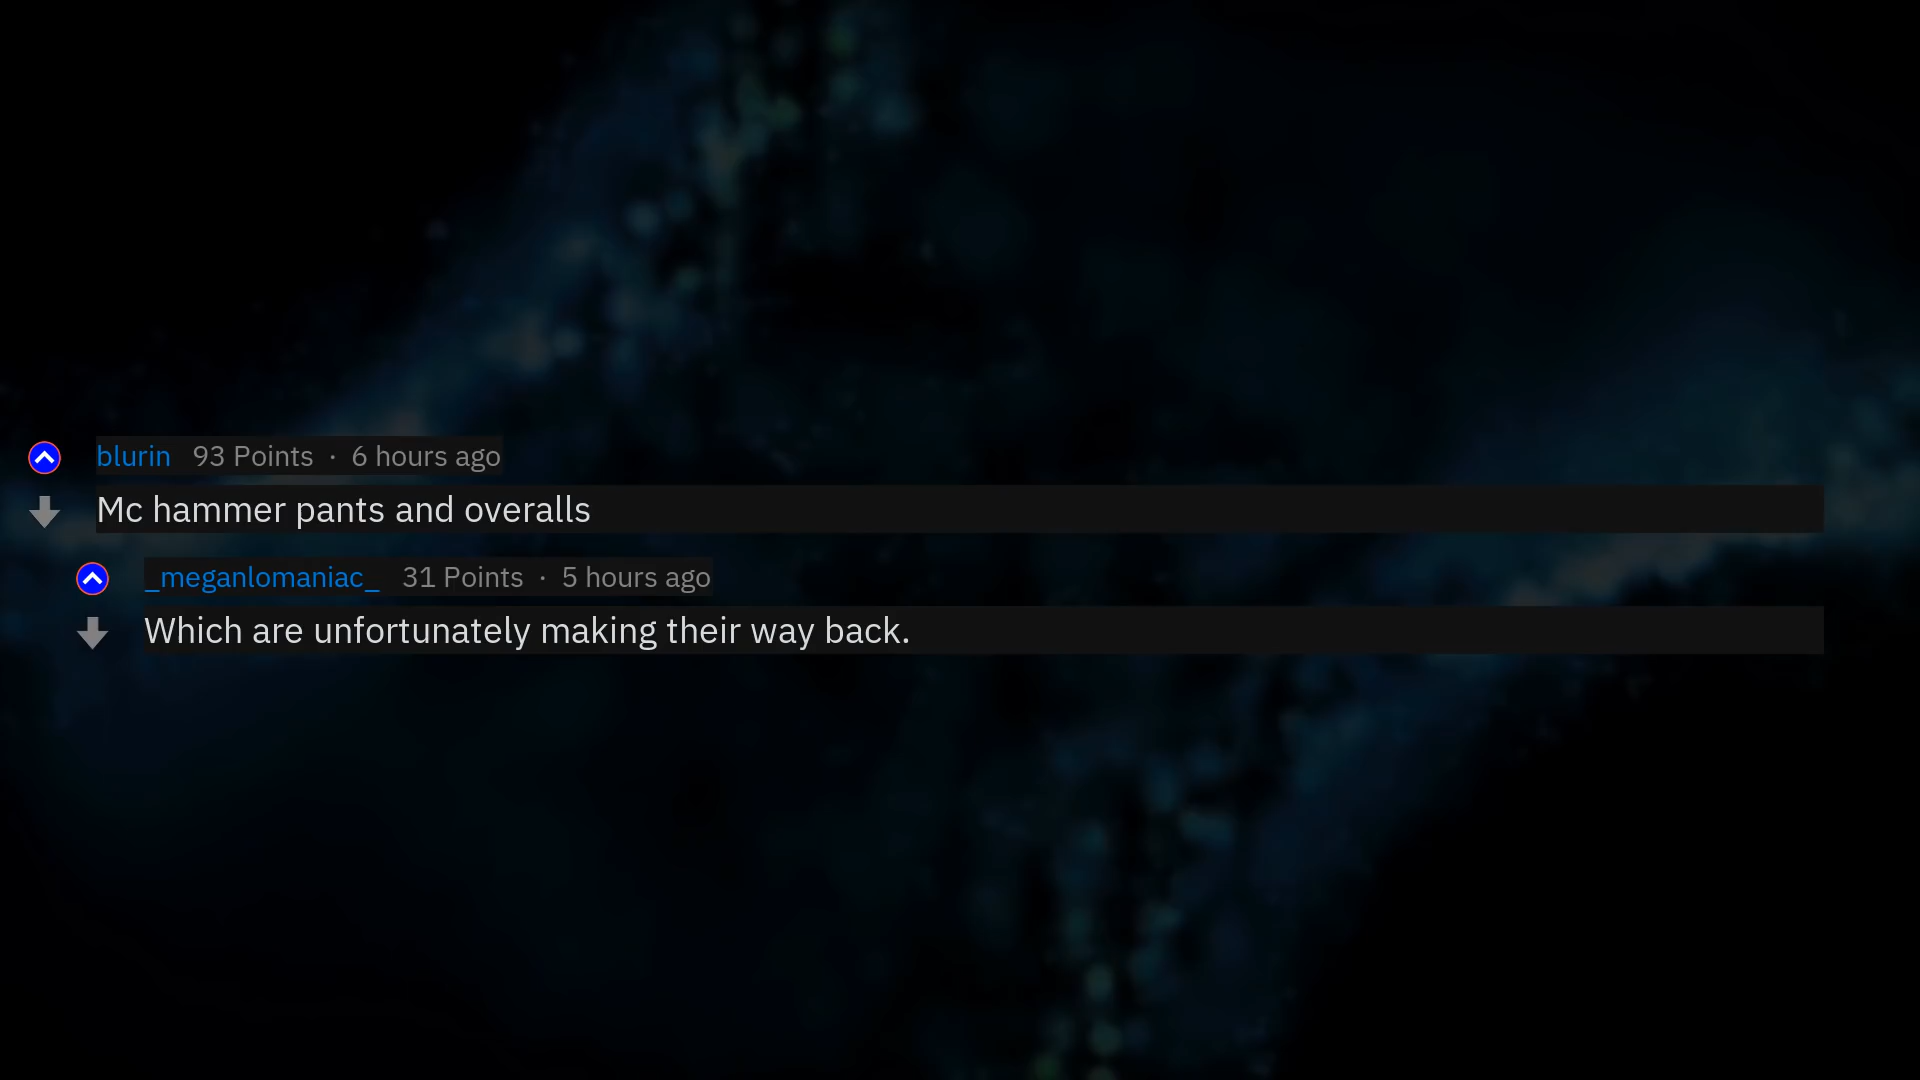 blurin 93 Points · 6 hours ago
Mc hammer pants and overalls
_meganlomaniac_ 31 Points · 5 hours ago
Which are unfortunately making their way back.